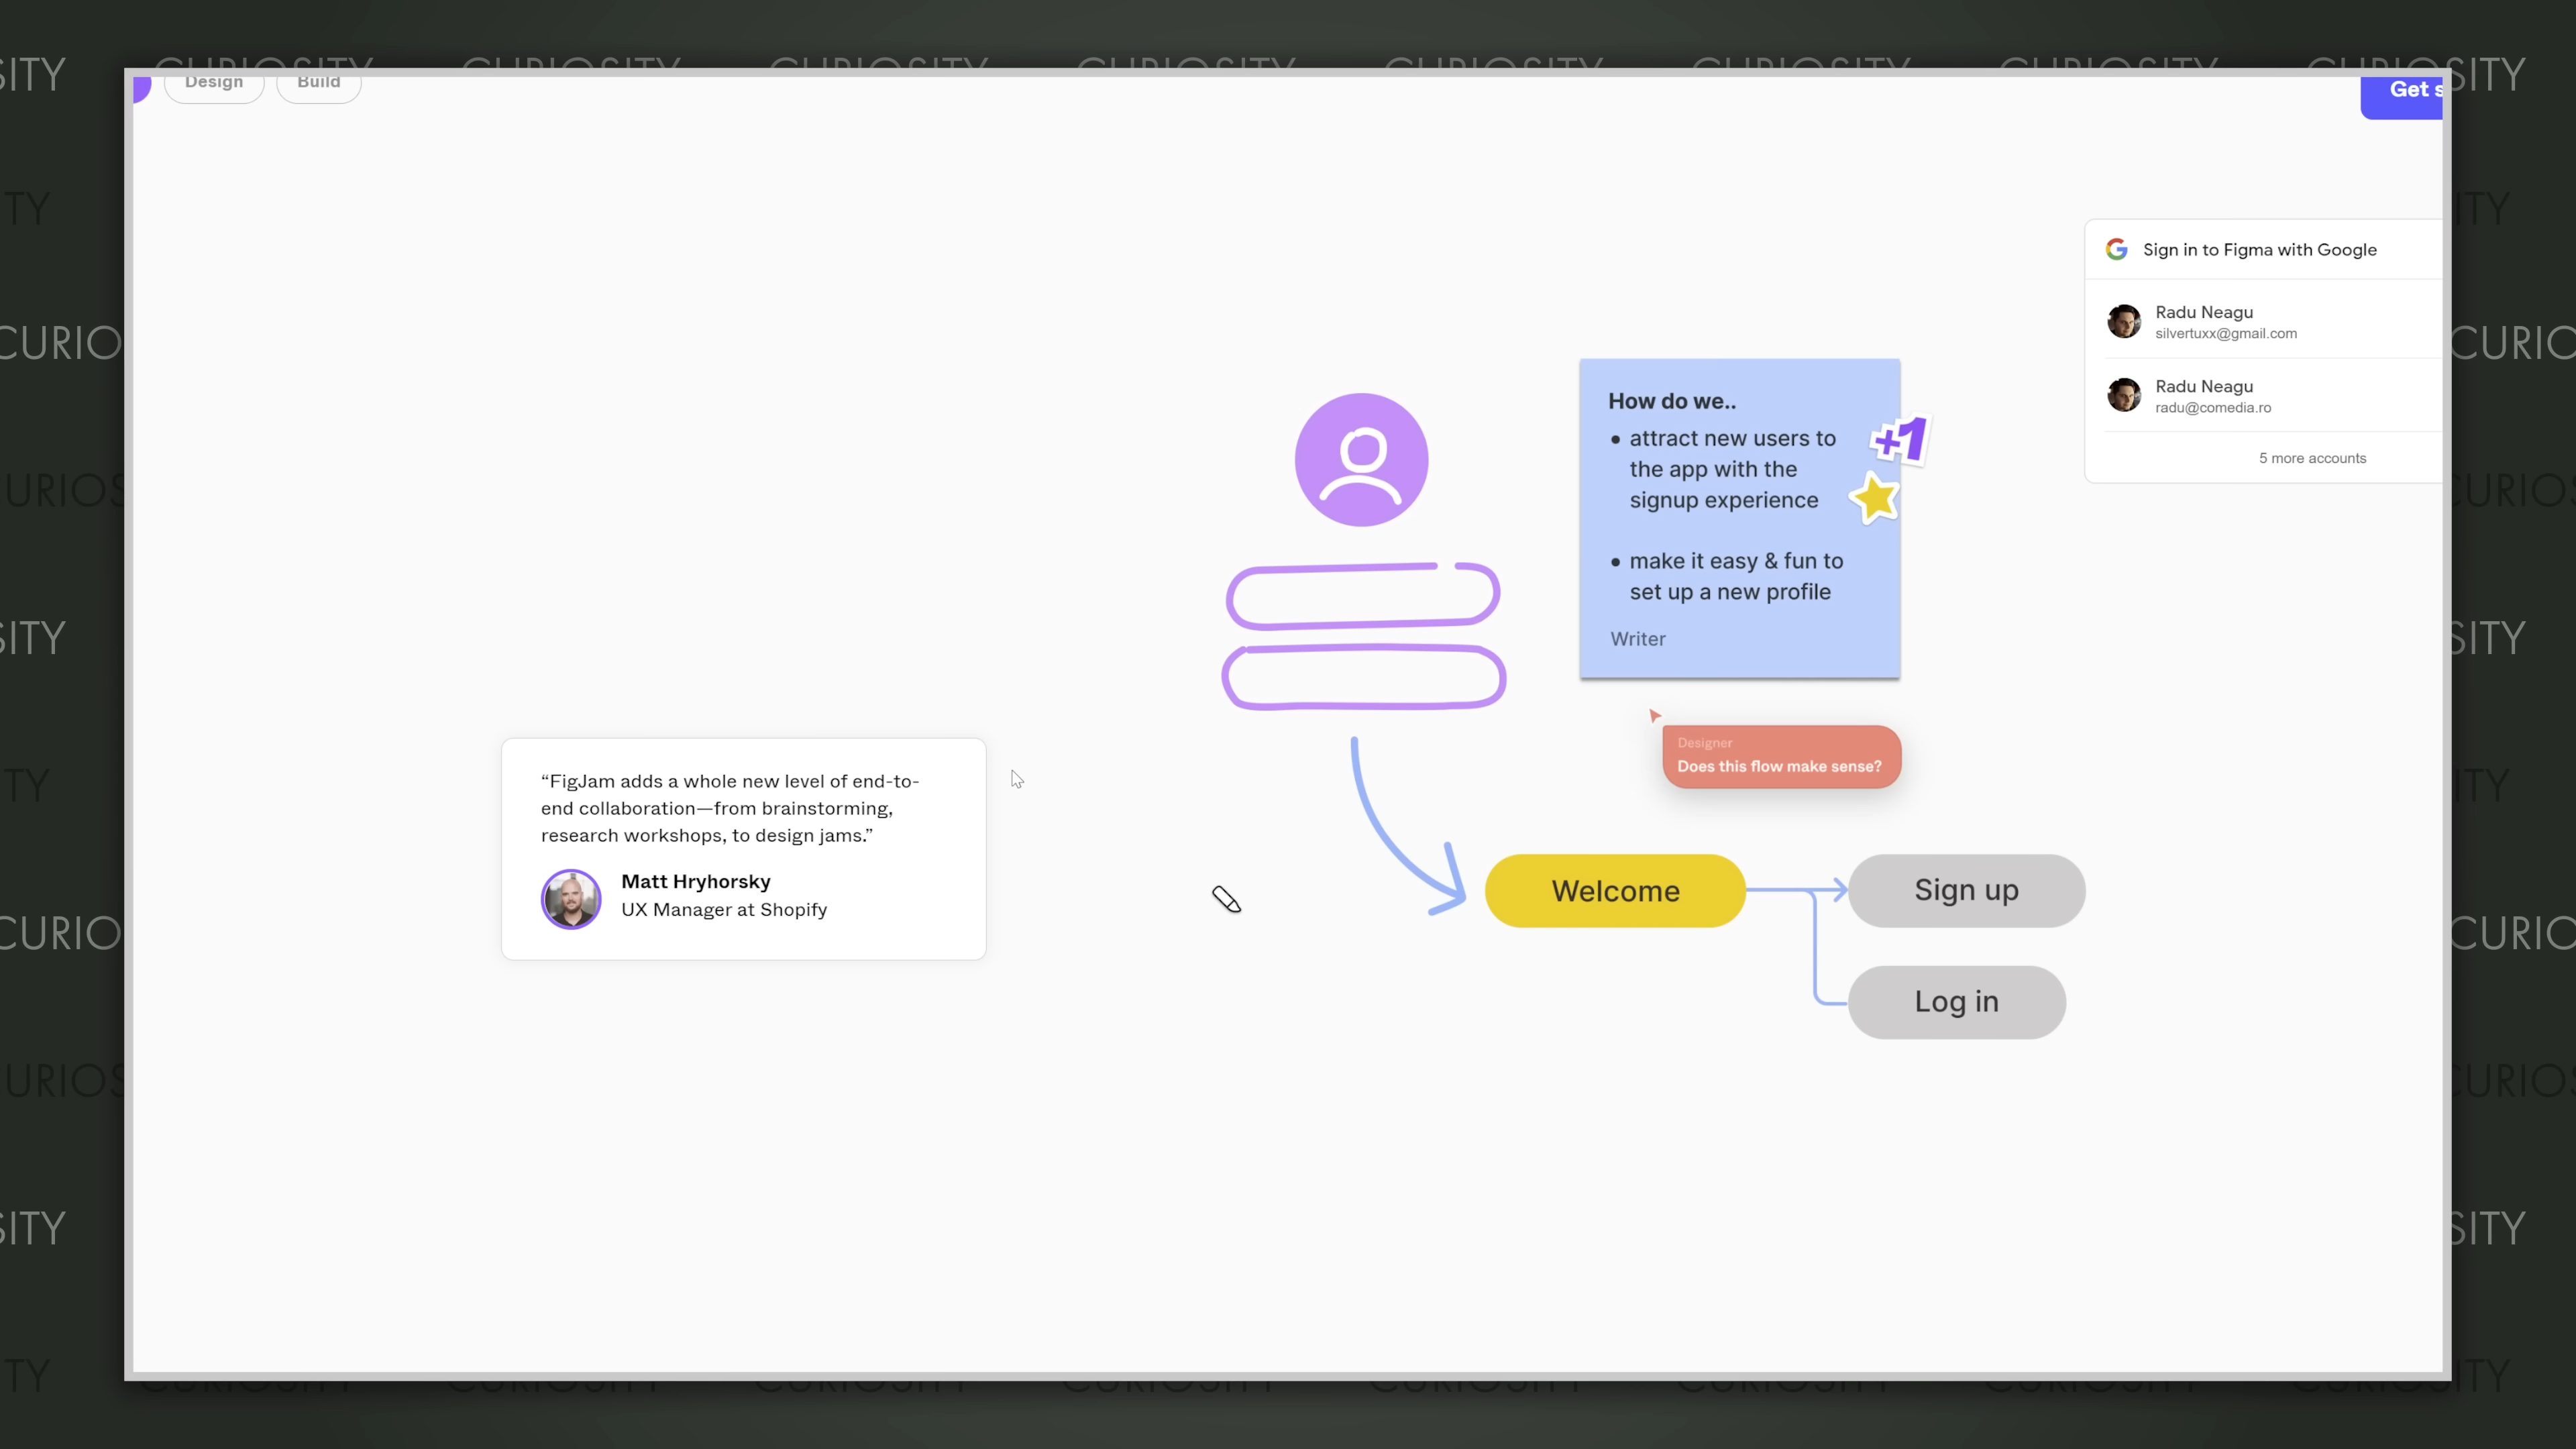 CURIOSITY
Design
Build
Get s
Sign in to Figma with Google
Radu Neagu
silvertuxx@gmail.com
Radu Neagu
radu@comedia.ro
5 more accounts
How do we..
• attract new users to
the app with the
signup experience
• make it easy & fun to
set up a new profile
Writer
+1
Designer
Does this flow make sense?
“FigJam adds a whole new level of end-to-
end collaboration—from brainstorming,
research workshops, to design jams.”
Matt Hryhorsky
UX Manager at Shopify
Welcome
Sign up
Log in